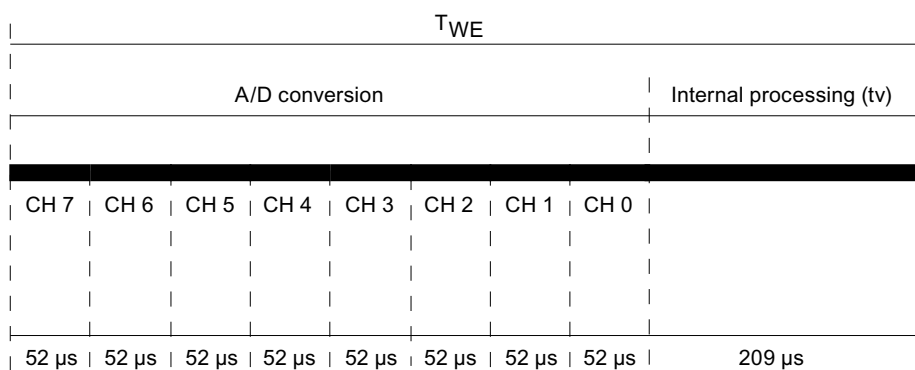 TWE
A/D conversion Internal processing (tv)
CH 7 CH 6 CH 5 CH 4 CH 3 CH 2 CH 1 CH 0
52 µs 52 µs 52 µs 52 µs 52 µs 52 µs 52 µs 52 µs 209 µs